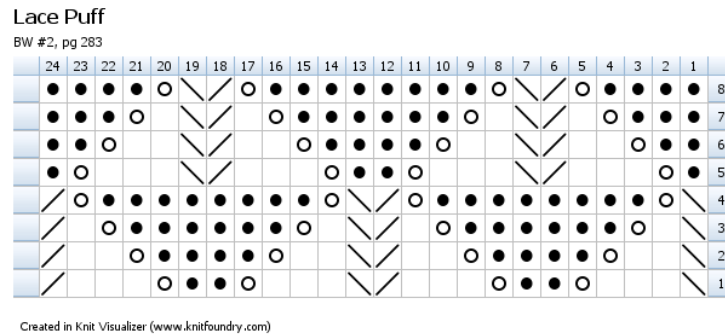 Lace Puff
BW #2, pg 283
24 23 22 21 20 19 18 17 16 15 14 13 12 11 10 9 8 7 6 5 4 3 2 1
8
7
6
5
4
3
2
1
Created in Knit Visualizer (www.knitfoundry.com)